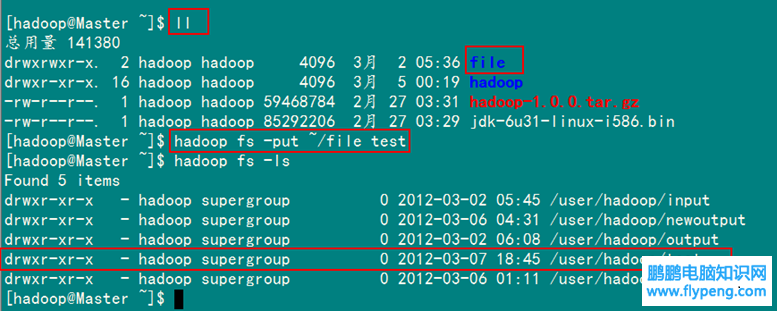 [hadoop@Master ~]$ ll
总用量 141380
drwxrwxr-x. 2 hadoop hadoop 4096 3月 2 05:36 file
drwxr-xr-x. 16 hadoop hadoop 4096 3月 5 00:19 hadoop
-rw-r--r--. 1 hadoop hadoop 59468784 2月 27 03:31 hadoop-1.0.0.tar.gz
-rw-r--r--. 1 hadoop hadoop 85292206 2月 27 03:29 jdk-6u31-linux-i586.bin
[hadoop@Master ~]$ hadoop fs -put ~/file test
[hadoop@Master ~]$ hadoop fs -ls
Found 5 items
drwxr-xr-x - hadoop supergroup 0 2012-03-02 05:45 /user/hadoop/input
drwxr-xr-x - hadoop supergroup 0 2012-03-06 04:31 /user/hadoop/newoutput
drwxr-xr-x - hadoop supergroup 0 2012-03-02 06:08 /user/hadoop/output
drwxr-xr-x - hadoop supergroup 0 2012-03-07 18:45
drwxr-xr-x - hadoop supergroup 0 2012-03-06 01:11 /user/hadoop/
[hadoop@Master ~]$
鹏鹏电脑知识网
www.flypeng.com